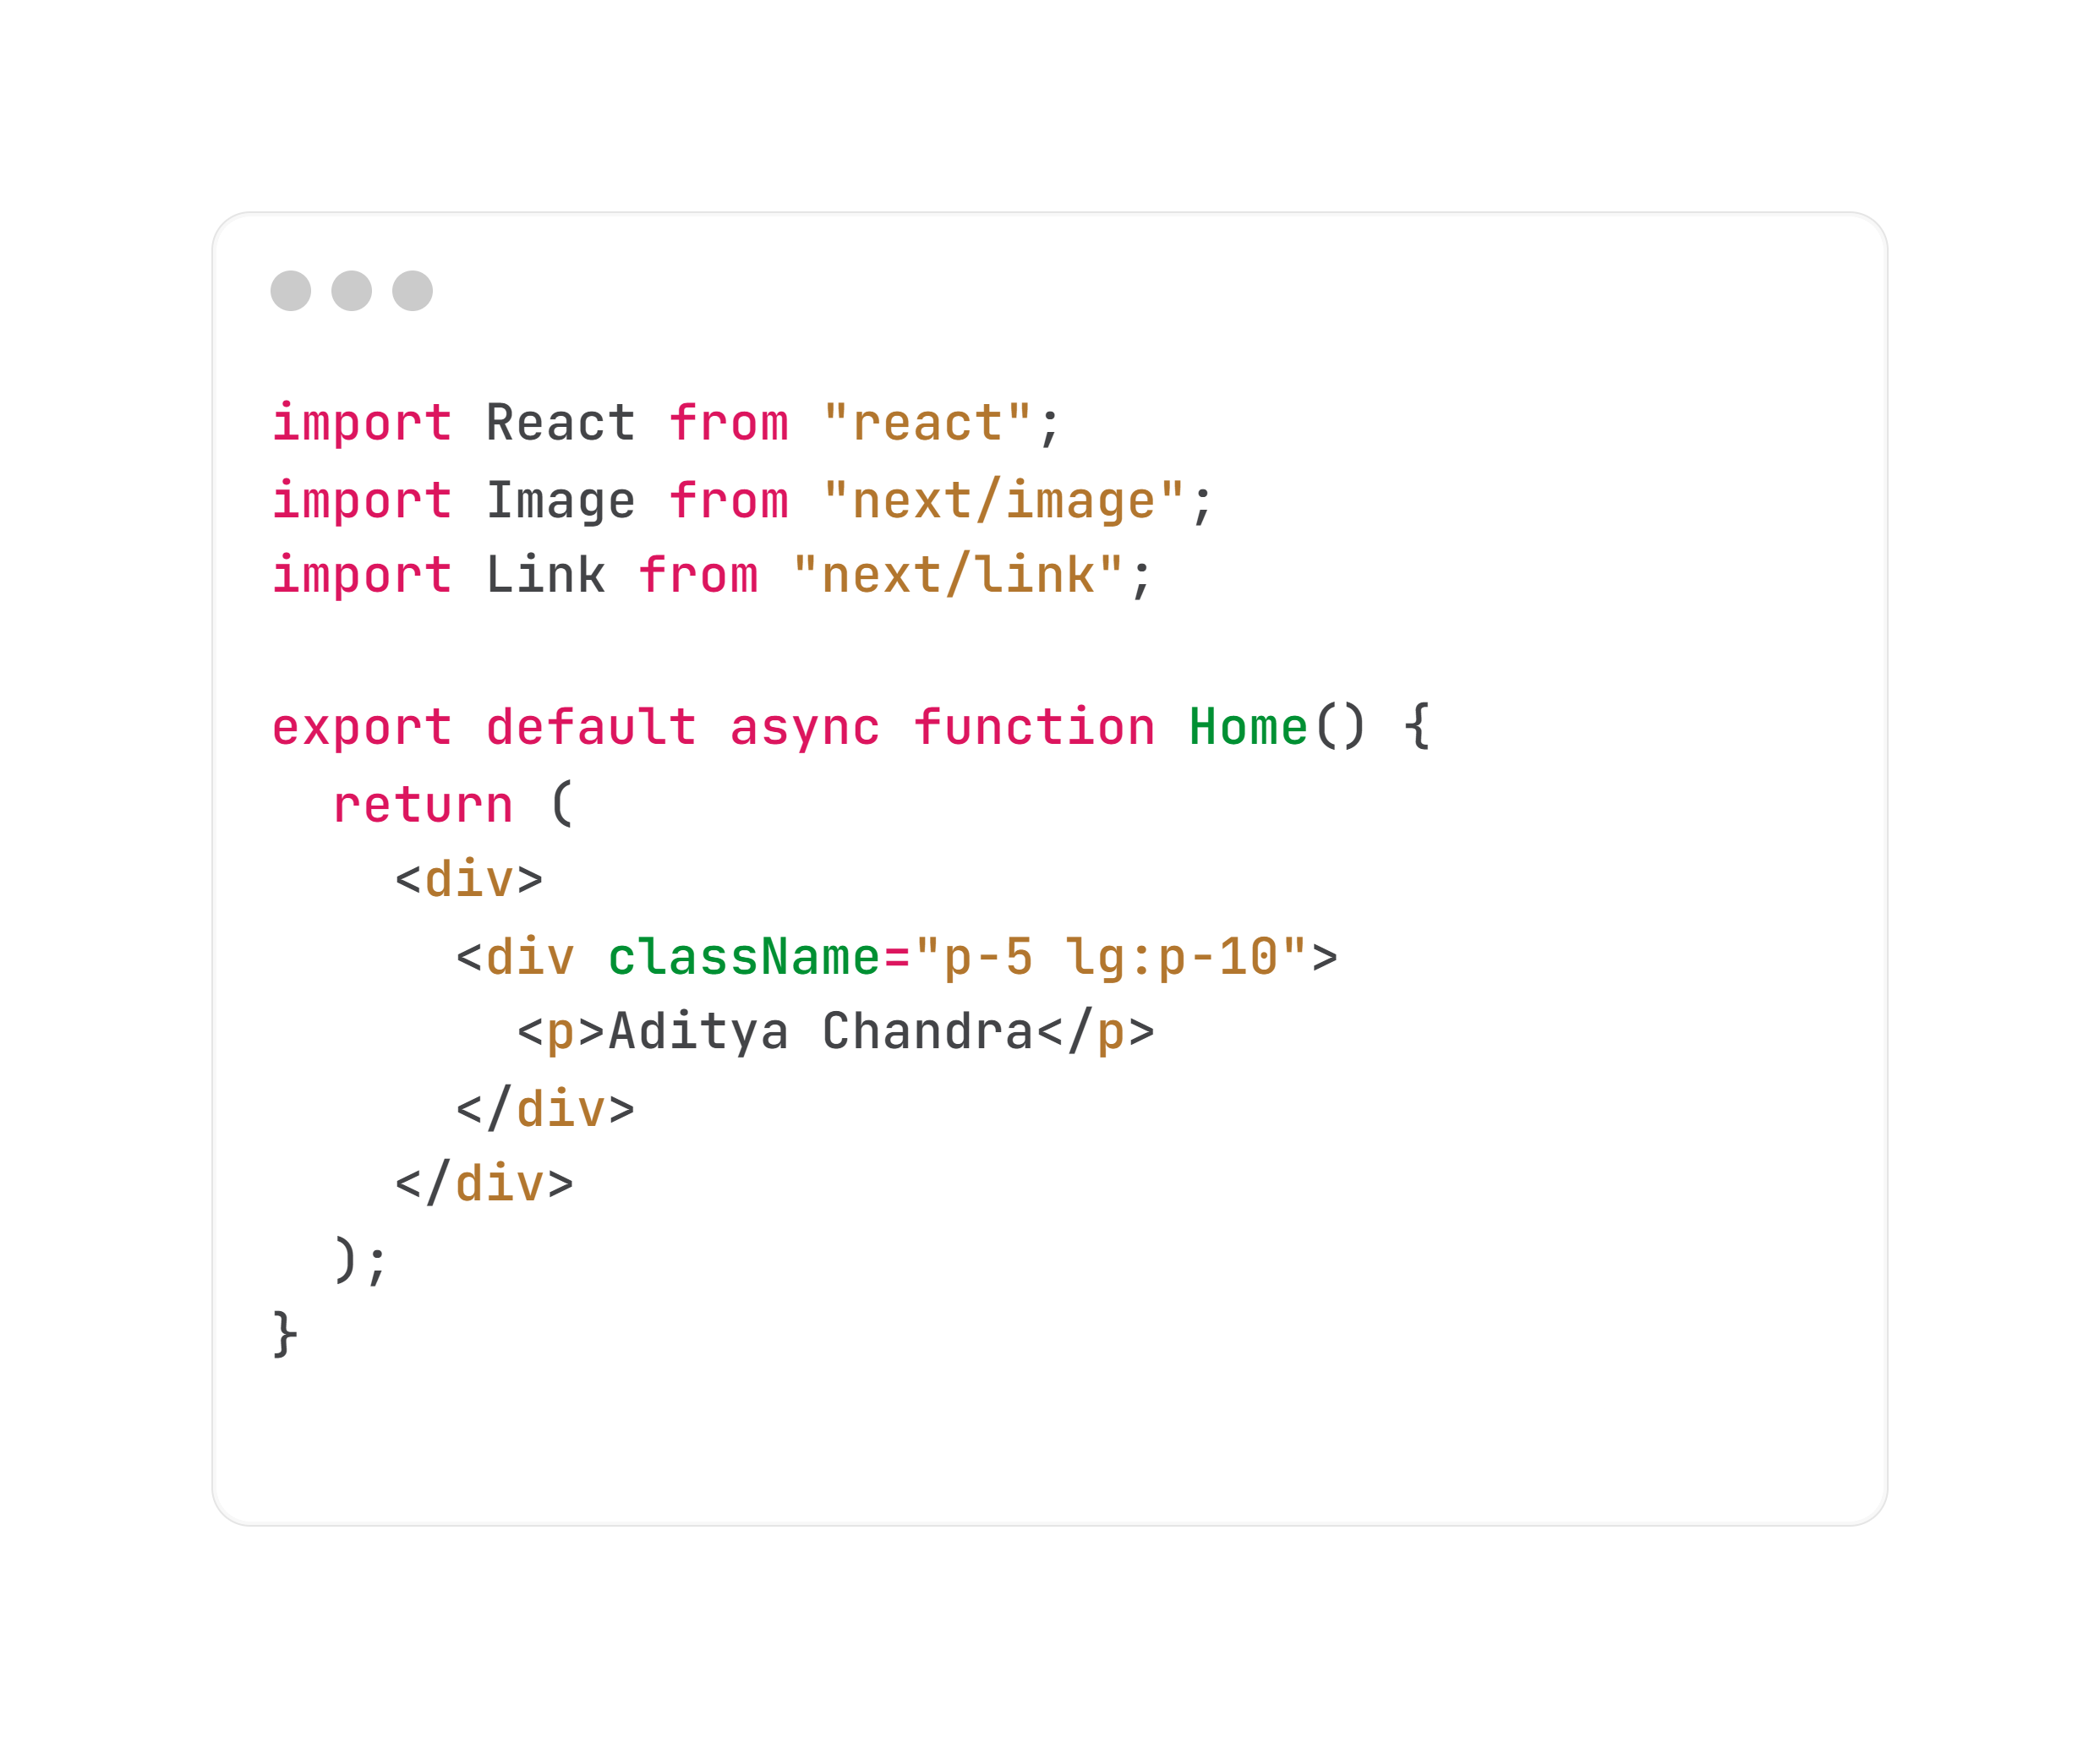 import React from "react";
import Image from "next/image";
import Link from "next/link";

export default async function Home() {
  return (
    <div>
      <div className="p-5 lg:p-10">
        <p>Aditya Chandra</p>
      </div>
    </div>
  );
}